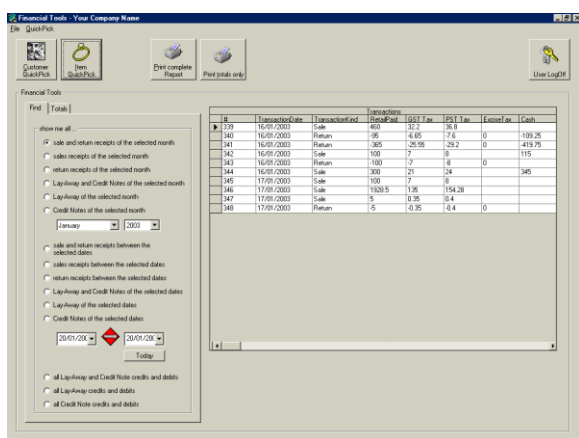 Financial Tools - Your Company Name
File QuickPick
Customer QuickPick
Item QuickPick
Print complete Report
Print totals only
User LogOff
Financial Tools
Find Totals
show me all ...
sale and return receipts of the selected month
sales receipts of the selected month
return receipts of the selected month
Lay-Away and Credit Notes of the selected month
Lay-Away of the selected month
Credit Notes of the selected month
January 2003
sale and return receipts between the
selected dates
sales receipts between the selected dates
return receipts between the selected dates
Lay-Away and Credit Notes of the selected dates
Lay-Away of the selected dates
Credit Notes of the selected dates
20/01/200 20/01/20
Today
all Lay-Away and Credit Note credits and debits
all Lay-Away credits and debits
all Credit Note credits and debits
Transactions
# TransactionDate TransactionKind RetailPaid GST Tax PST Tax ExciseTax Cash
339 16/01/2003 Sale 460 32.2 36.8
340 16/01/2003 Return -95 -6.65 -7.6 0 -109.25
341 16/01/2003 Return -365 -25.55 -29.2 0 -419.75
342 16/01/2003 Sale 100 7 8 115
343 16/01/2003 Return -100 -7 -8 0
344 16/01/2003 Sale 300 21 24 345
345 17/01/2003 Sale 100 7 8
346 17/01/2003 Sale 1928.5 135 154.28
347 17/01/2003 Sale 5 0.35 0.4
348 17/01/2003 Return -5 -0.35 -0.4 0